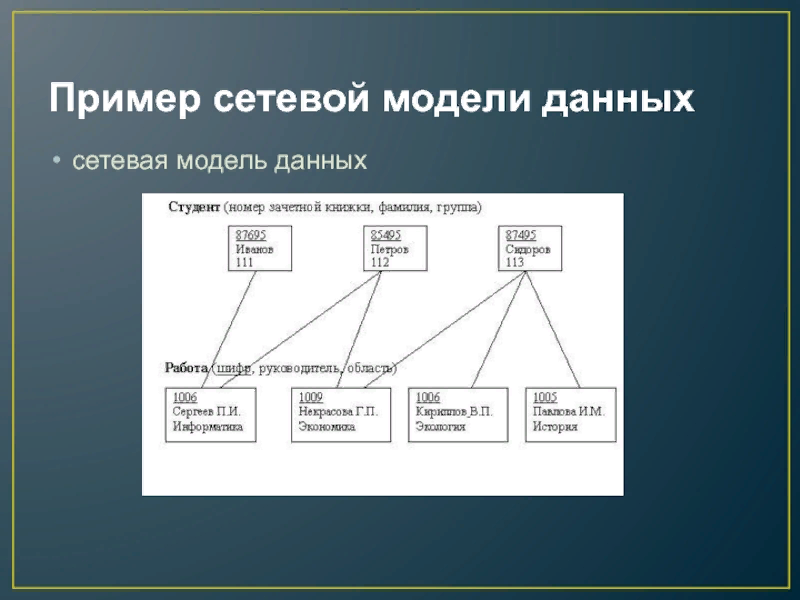 Пример сетевой модели данных
• сетевая модель данных
Студент (номер зачетной книжки, фамилия, группа)
87695
Иванов
111
85495
Петров
112
87495
Сидоров
113
Работа (шифр, руководитель, область)
1006
Сергеев П.И.
Информатика
1009
Некрасова Г.П.
Экономика
1006
Кириллов В.П.
Экология
1005
Павлова И.М.
История